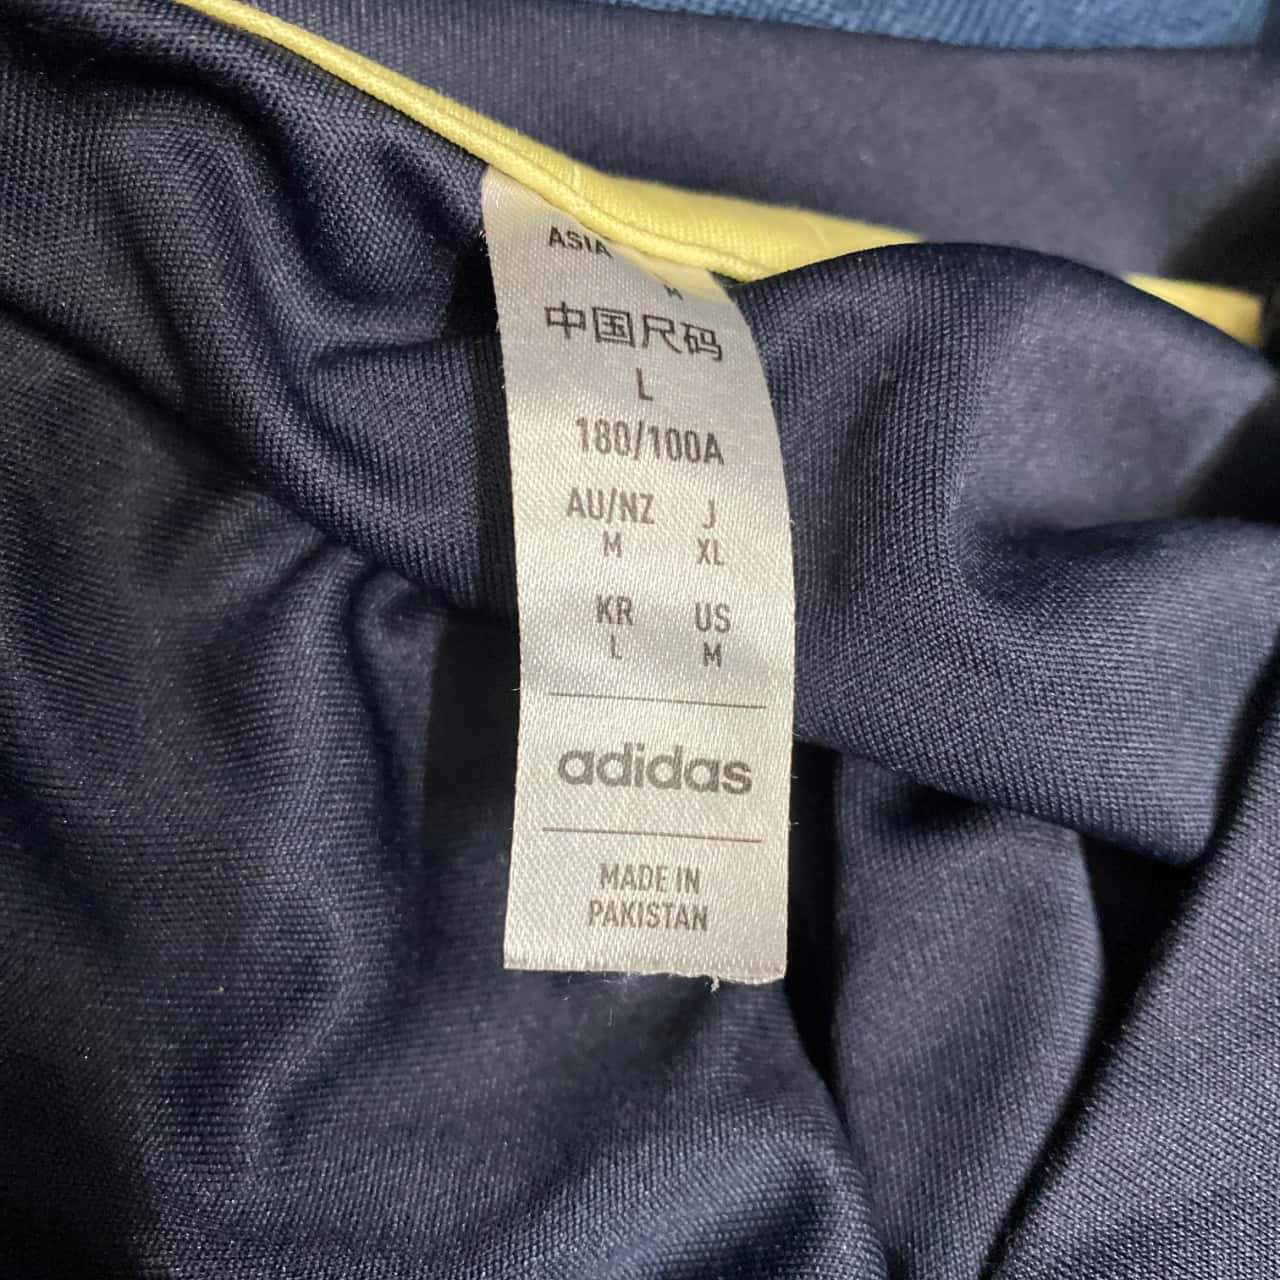 ASIA
M
中国尺码
L
180/100A
AU/NZ J
M XL
KR US
L M
adidas
MADE IN
PAKISTAN